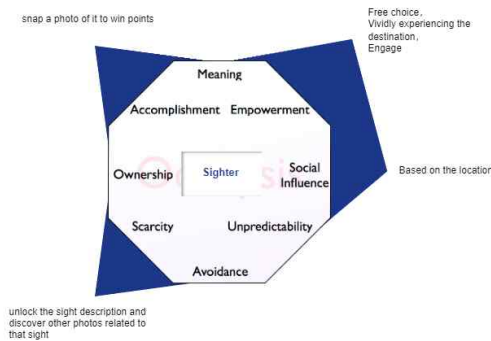 snap a photo of it to win points
Free choice,
Vividly experiencing the
destination,
Engage
Meaning
Accomplishment
Empowerment
Based on the location
Ownership
Sighter
Social
Influence
Scarcity
Unpredictability
Avoidance
unlock the sight description and
discover other photos related to
that sight